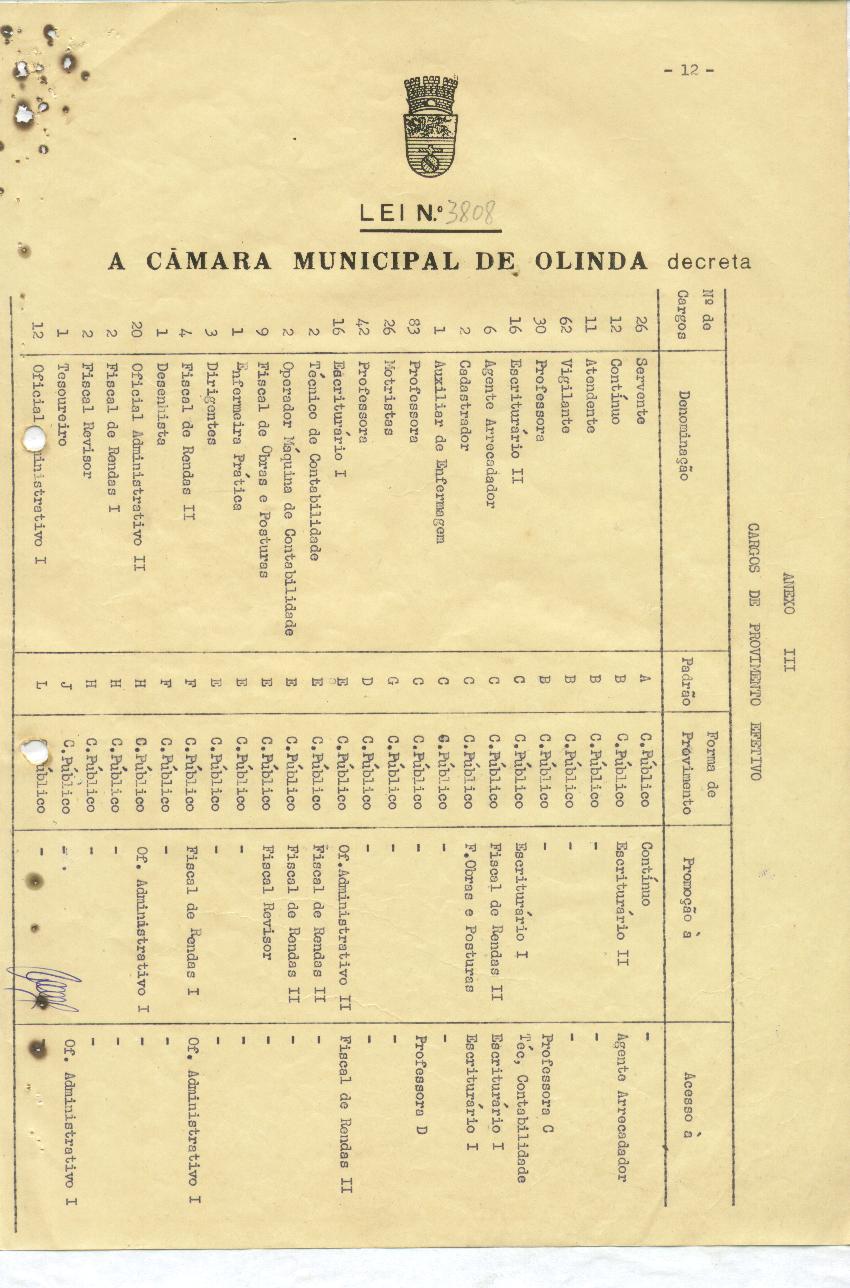 - 12 -
LEI N.º 3808
A CÂMARA MUNICIPAL DE OLINDA decreta
ANEXO III
CARGOS DE PROVIMENTO EFETIVO
Nº de Cargos Denominação Padrão Forma de Provimento Promoção à Acesso à
26 Servente A C.Público Contínuo -
12 Contínuo B C.Público Escriturário II Agente Arrecadador
11 Atendente B C.Público - -
62 Vigilante B C.Público - -
30 Professora B C.Público - Professora C
16 Escriturário II C C.Público Escriturário I Téc, Contabilidade
6 Agente Arrecadador C C.Público Fiscal de Rendas II Escriturário I
2 Cadastrador C C.Público F.Obras e Posturas Escriturário I
1 Auxiliar de Enfermagem C C.Público - -
83 Professora C C.Público - Professora D
26 Motristas G C.Público - -
42 Professora D C.Público - -
16 Escriturário I E C.Público Of.Administrativo II Fiscal de Rendas II
2 Técnico de Contabilidade E C.Público Fiscal de Rendas II -
2 Operador Máquina de Contabilidade E C.Público Fiscal de Rendas II -
9 Fiscal de Obras e Posturas E C.Público Fiscal Revisor -
1 Enfermeira Prática E C.Público - -
3 Dirigentes E C.Público - -
4 Fiscal de Rendas II F C.Público Fiscal de Rendas I Of. Administrativo I
1 Desenhista F C.Público - -
20 Oficial Administrativo II H C.Público Of. Administrativo I -
2 Fiscal de Rendas I H C.Público - -
2 Fiscal Revisor H C.Público - -
1 Tesoureiro J C.Público - Of. Administrativo I
12 Oficial ministrativo I L Público -